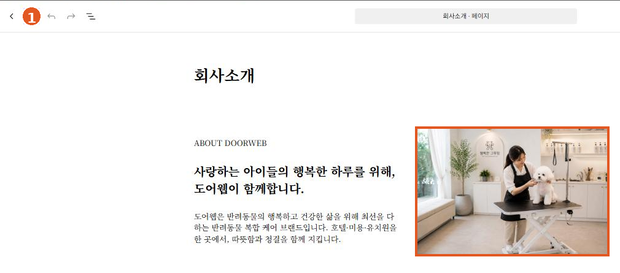 1
회사소개 · 페이지
회사소개
ABOUT DOORWEB
사랑하는 아이들의 행복한 하루를 위해,
도어웹이 함께합니다.
도어웹은 반려동물의 행복하고 건강한 삶을 위해 최선을 다
하는 반려동물 복합 케어 브랜드입니다. 호텔·미용·유치원을
한 곳에서, 따뜻함과 청결을 함께 지킵니다.